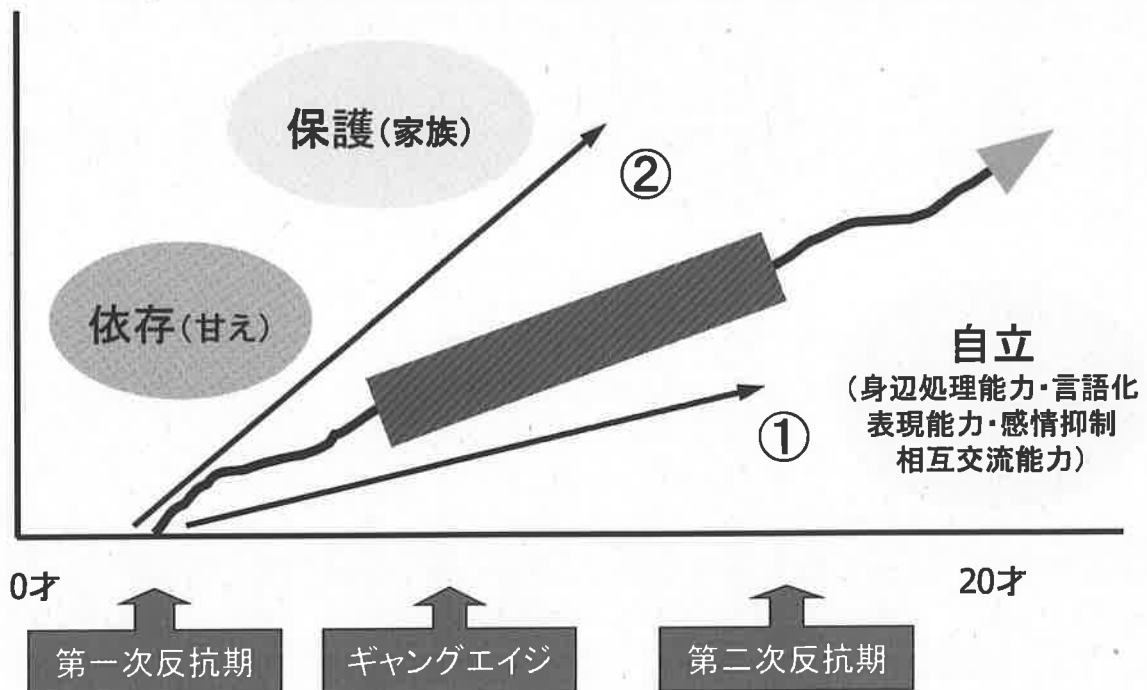 保護(家族)
②
依存(甘え)
自立
(身辺処理能力・言語化
表現能力・感情抑制
相互交流能力)
①
0才
20才
第一次反抗期
ギャングエイジ
第二次反抗期